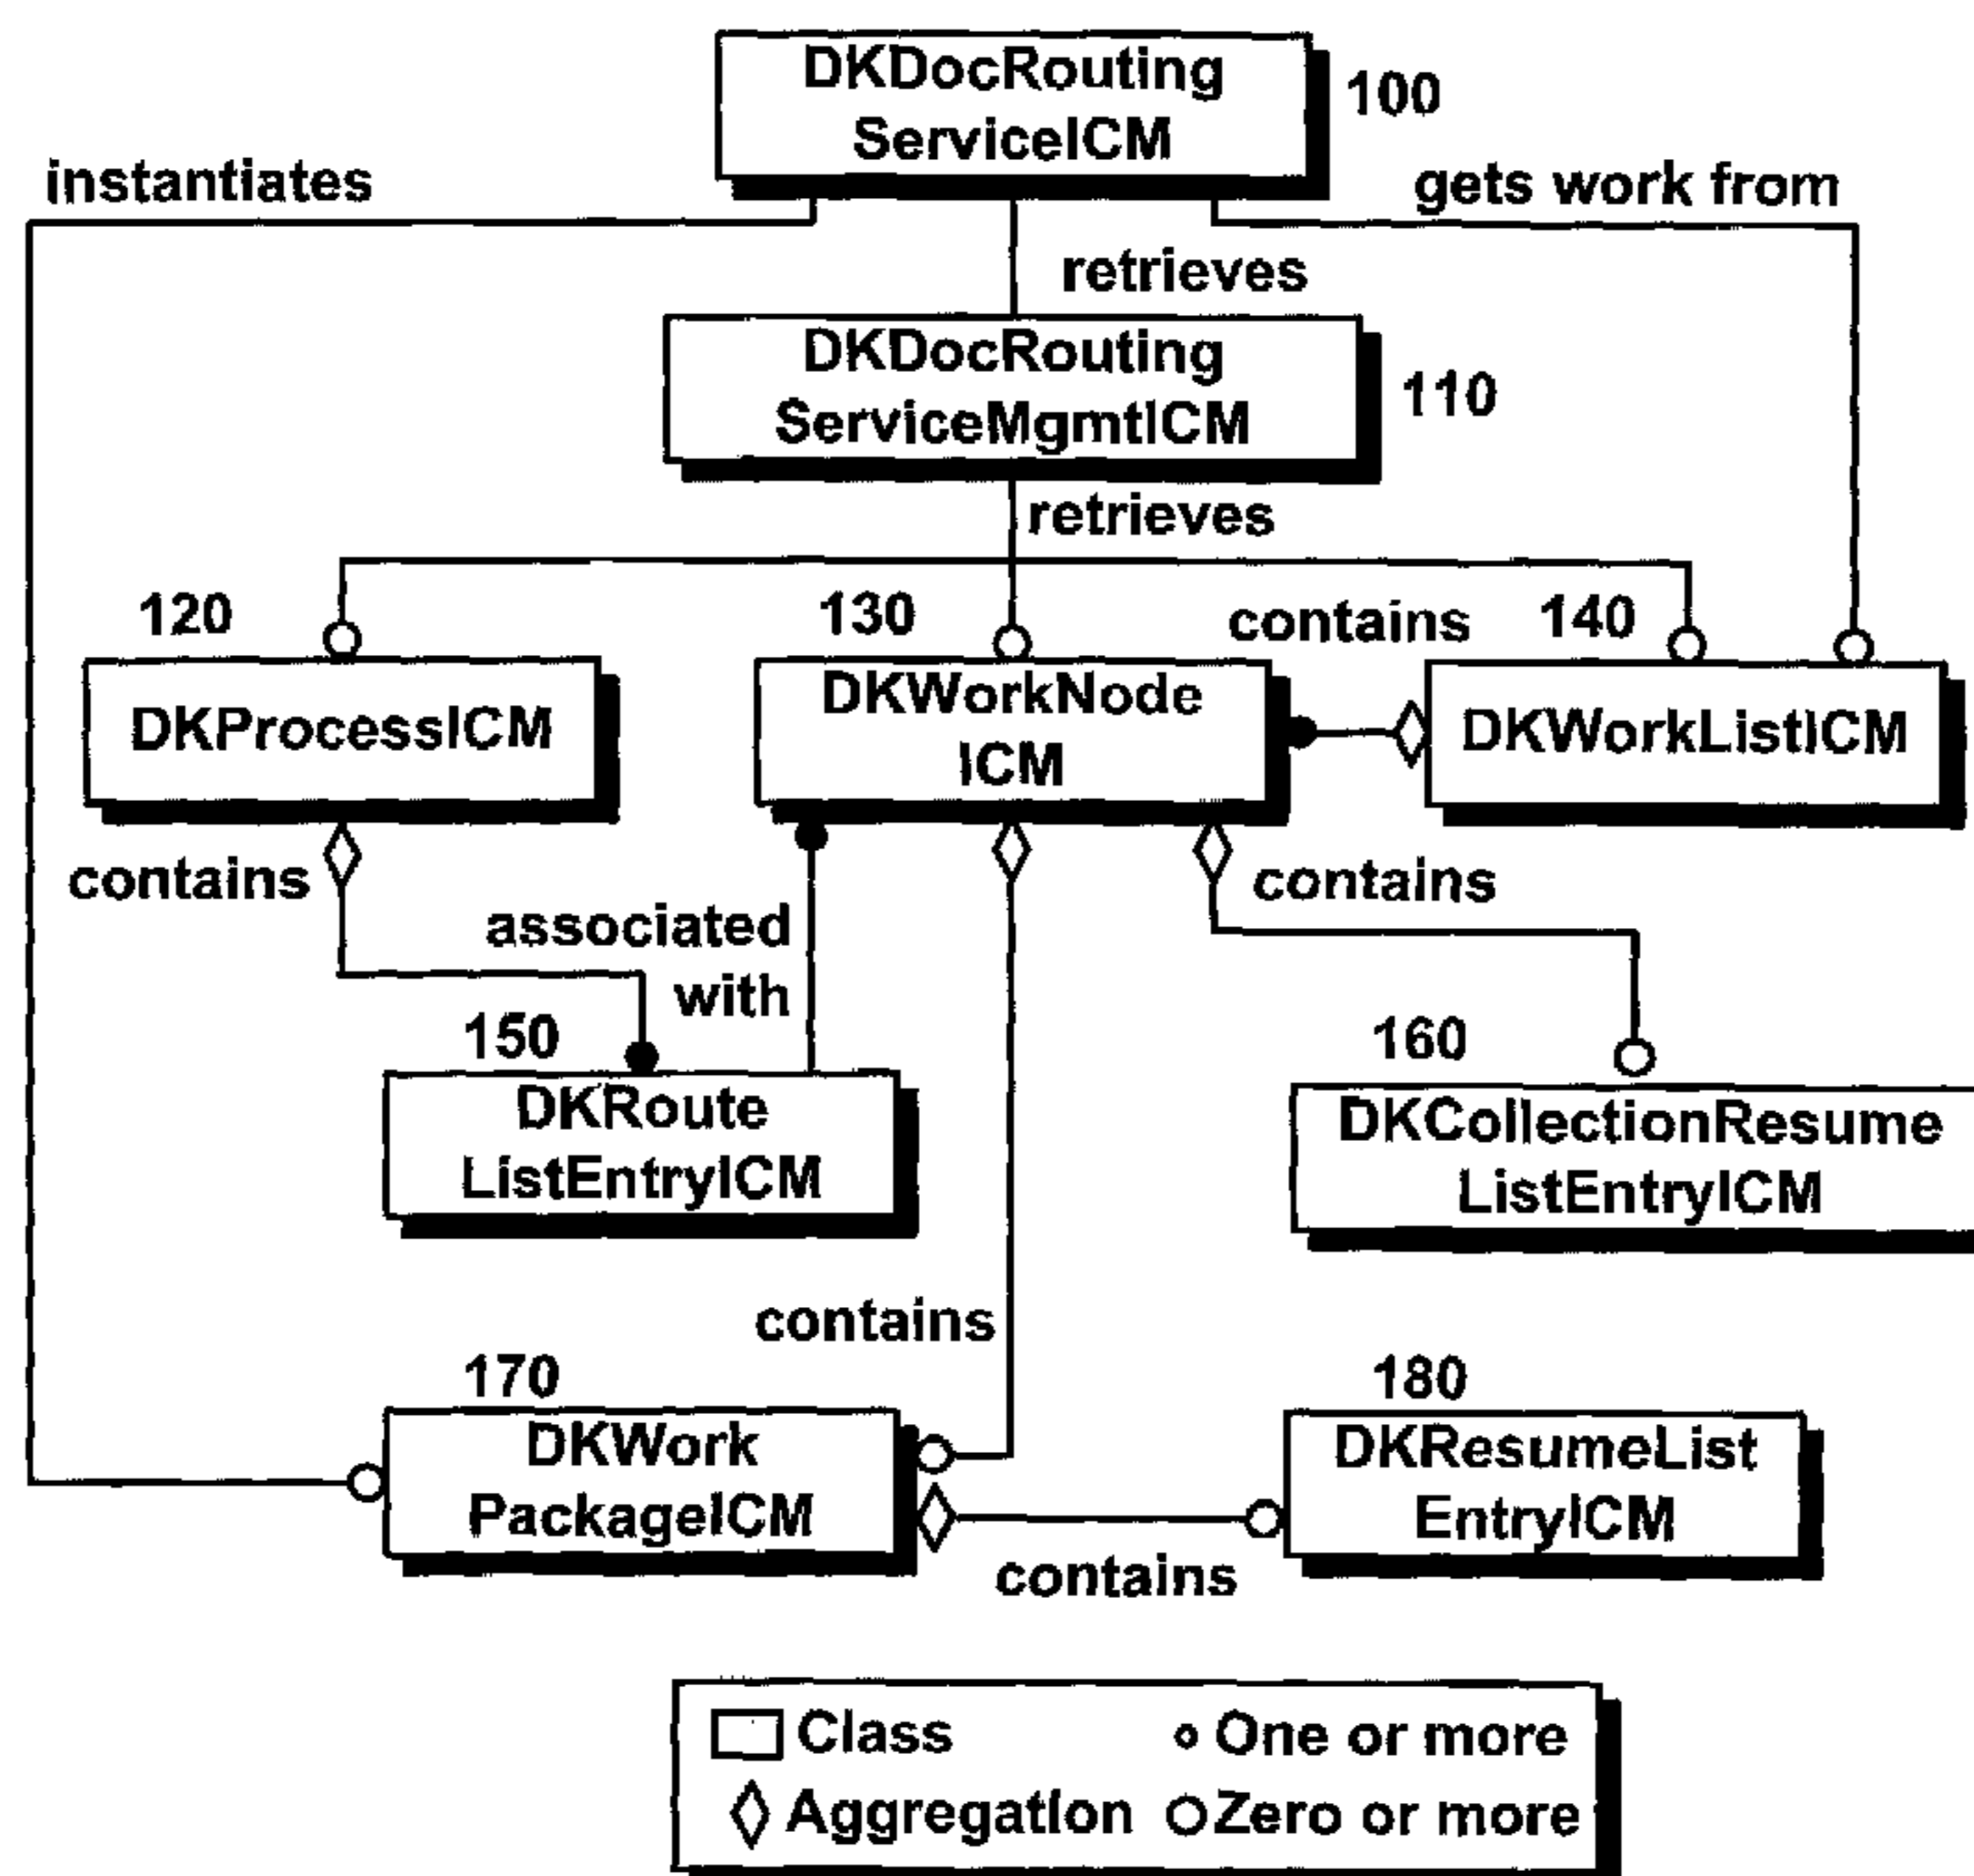 DKDocRouting
ServiceICM
100
instantiates
gets work from
retrieves
DKDocRouting
ServiceMgmtICM
110
retrieves
120
130
contains
140
DKProcessICM
DKWorkNode
ICM
DKWorkListICM
contains
contains
associated
with
150
160
DKRoute
ListEntryICM
DKCollectionResume
ListEntryICM
contains
170
180
DKWork
PackageICM
DKResumeList
EntryICM
contains
Class
One or more
Aggregation
Zero or more